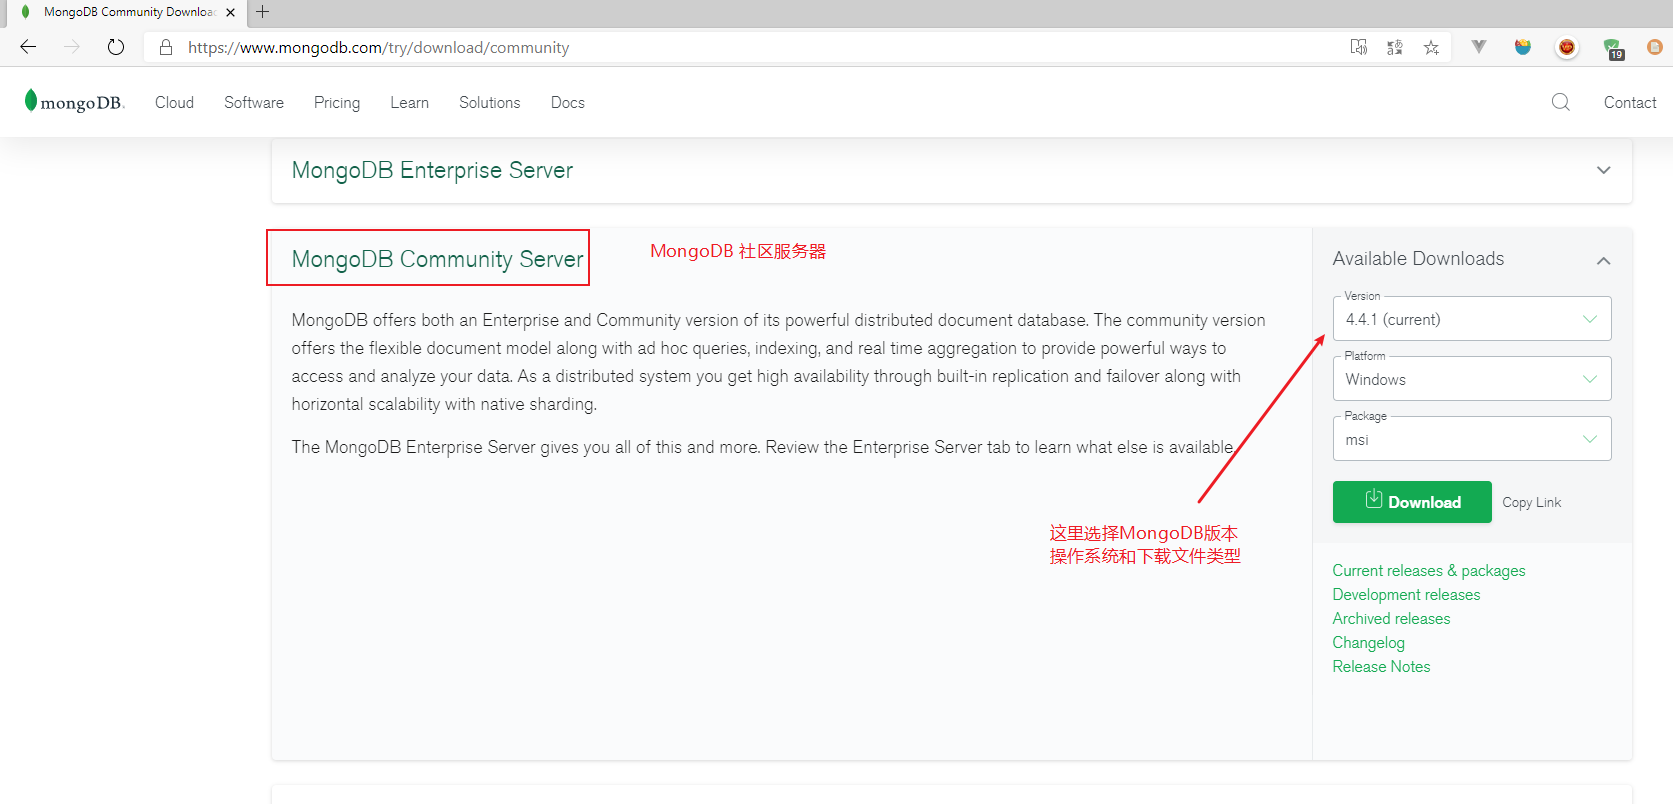 MongoDB Community Downloa
https://www.mongodb.com/try/download/community
19
mongoDB.
Cloud
Software
Pricing
Learn
Solutions
Docs
Contact
MongoDB Enterprise Server
MongoDB Community Server
MongoDB 社区服务器
MongoDB offers both an Enterprise and Community version of its powerful distributed document database. The community version
offers the flexible document model along with ad hoc queries, indexing, and real time aggregation to provide powerful ways to
access and analyze your data. As a distributed system you get high availability through built-in replication and failover along with
horizontal scalability with native sharding.
The MongoDB Enterprise Server gives you all of this and more. Review the Enterprise Server tab to learn what else is available.
这里选择MongoDB版本
操作系统和下载文件类型
Available Downloads
Version
4.4.1 (current)
Platform
Windows
Package
msi
Download
Copy Link
Current releases & packages
Development releases
Archived releases
Changelog
Release Notes